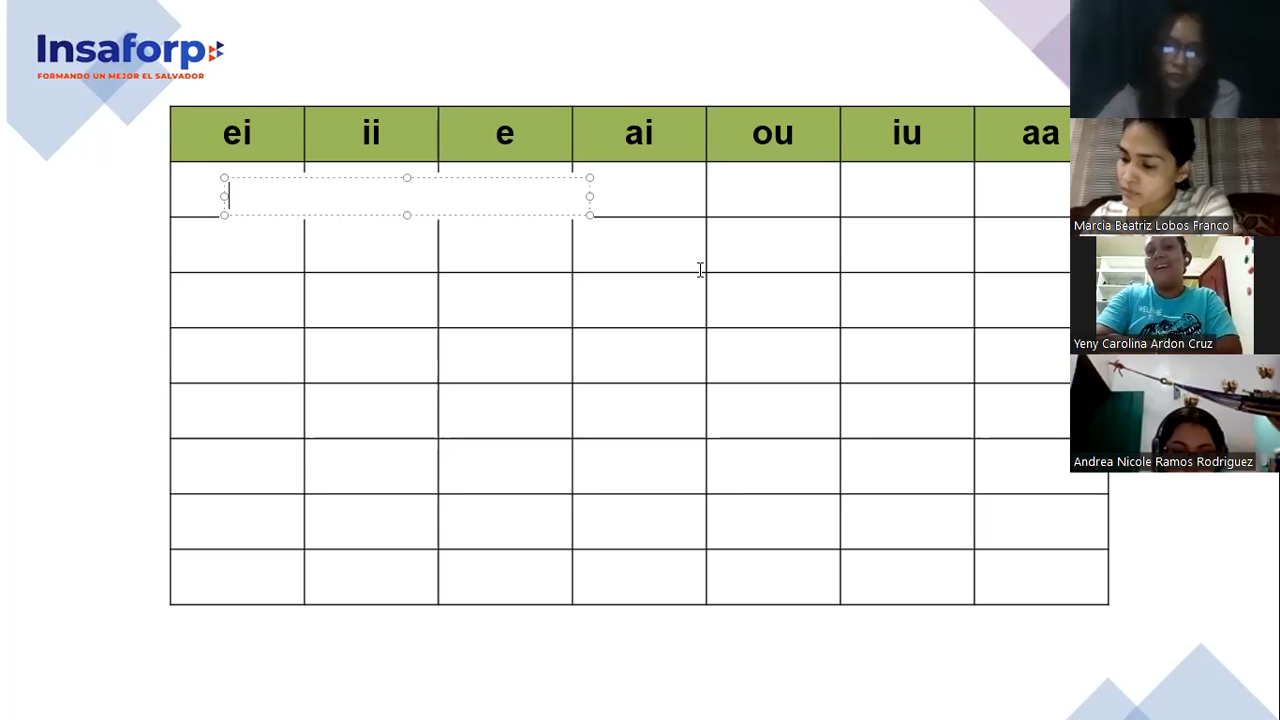 Insaforp
FORMANDO UN MEJOR EL SALVADOR
ei ii e ai ou iu aa
Marcia Beatriz Lobos Franco
WELCOME
Yeny Carolina Ardon Cruz
Andrea Nicole Ramos Rodriguez